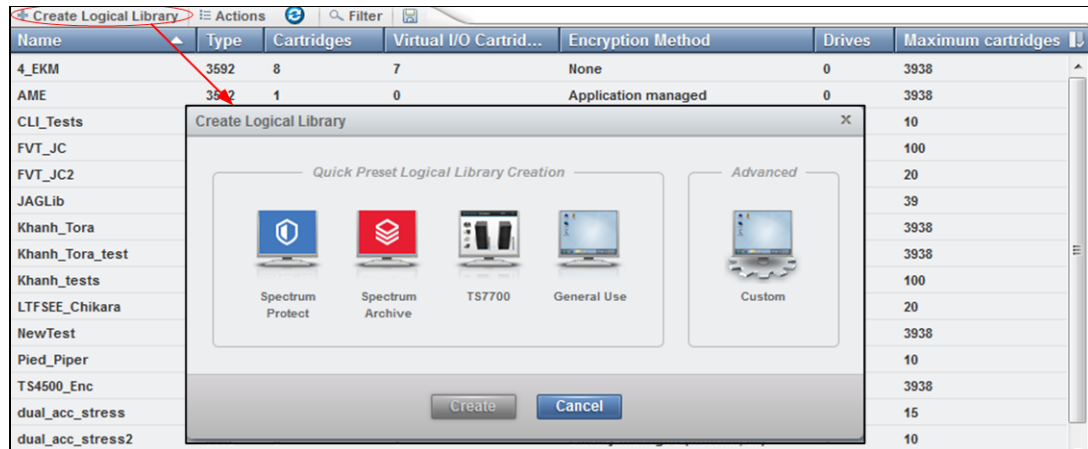 Create Logical Library Actions Filter
Name Type Cartridges Virtual I/O Cartrid... Encryption Method Drives Maximum cartridges
4_EKM 3592 8 7 None 0 3938
AME 3592 1 0 Application managed 0 3938
CLI_Tests 10
FVT_JC 100
FVT_JC2 20
JAGLib 39
Khanh_Tora 3938
Khanh_Tora_test 3938
Khanh_tests 100
LTFSEE_Chikara 20
NewTest 3938
Pied_Piper 10
TS4500_Enc 3938
dual_acc_stress 15
dual_acc_stress2 10
Create Logical Library
Quick Preset Logical Library Creation
Advanced
Spectrum Protect
Spectrum Archive
TS7700
General Use
Custom
Create Cancel